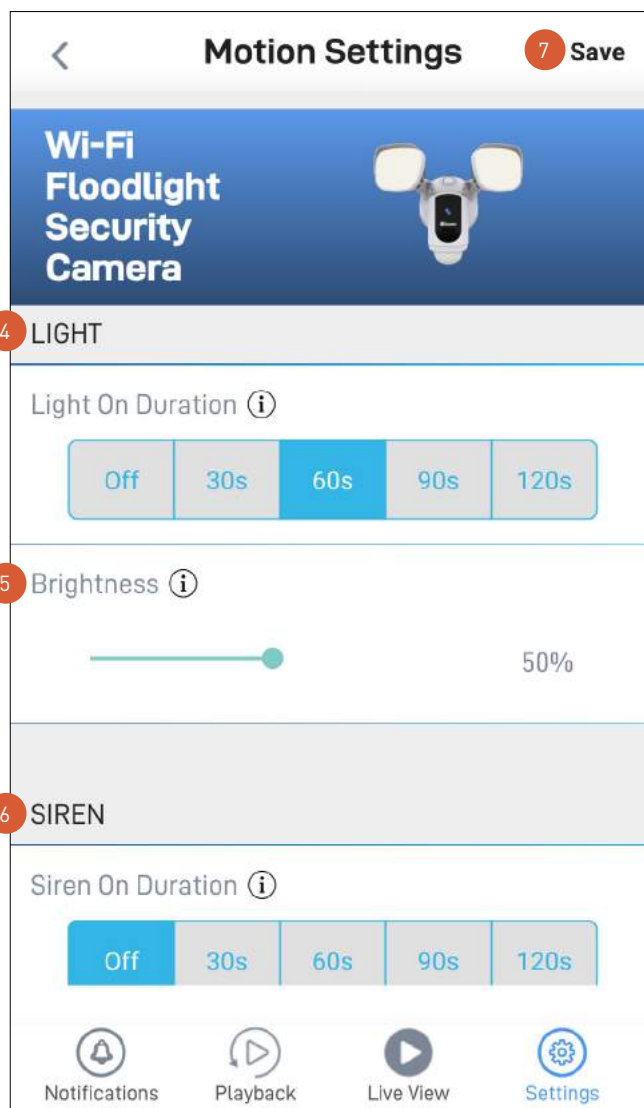 Motion Settings
7 Save
Wi-Fi
Floodlight
Security
Camera
4 LIGHT
Light On Duration i
Off 30s 60s 90s 120s
5 Brightness i
50%
6 SIREN
Siren On Duration i
Off 30s 60s 90s 120s
Notifications Playback Live View Settings